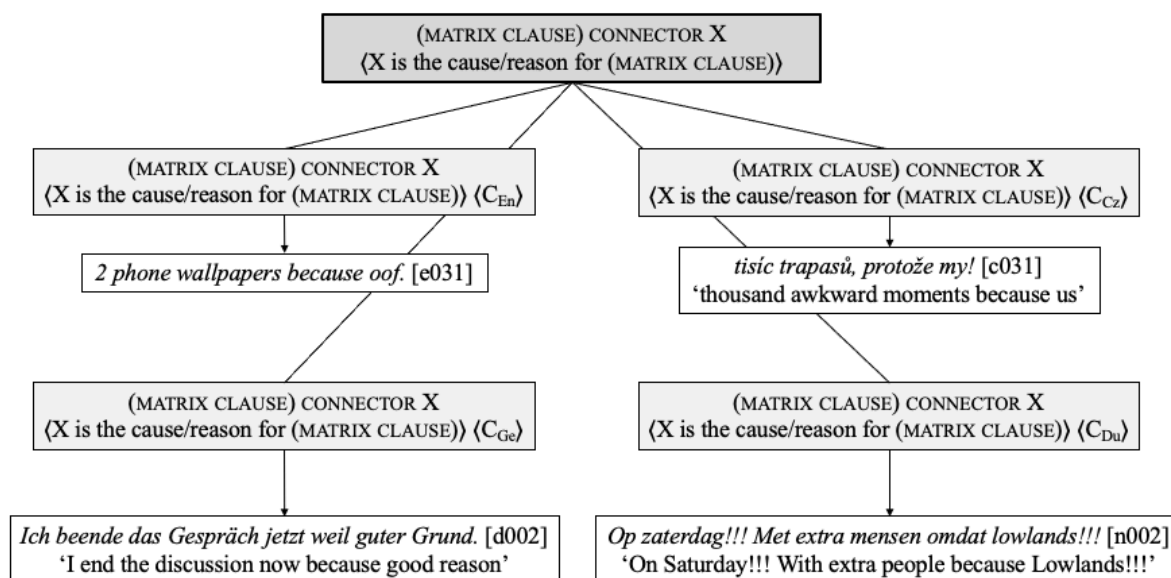 (MATRIX CLAUSE) CONNECTOR X
⟨X is the cause/reason for (MATRIX CLAUSE)⟩
(MATRIX CLAUSE) CONNECTOR X
⟨X is the cause/reason for (MATRIX CLAUSE)⟩ ⟨C_En⟩
(MATRIX CLAUSE) CONNECTOR X
⟨X is the cause/reason for (MATRIX CLAUSE)⟩ ⟨C_Cz⟩
2 phone wallpapers because oof. [e031]
tisíc trapasů, protože my! [c031]
‘thousand awkward moments because us’
(MATRIX CLAUSE) CONNECTOR X
⟨X is the cause/reason for (MATRIX CLAUSE)⟩ ⟨C_Ge⟩
(MATRIX CLAUSE) CONNECTOR X
⟨X is the cause/reason for (MATRIX CLAUSE)⟩ ⟨C_Du⟩
Ich beende das Gespräch jetzt weil guter Grund. [d002]
‘I end the discussion now because good reason’
Op zaterdag!!! Met extra mensen omdat lowlands!!! [n002]
‘On Saturday!!! With extra people because Lowlands!!!’